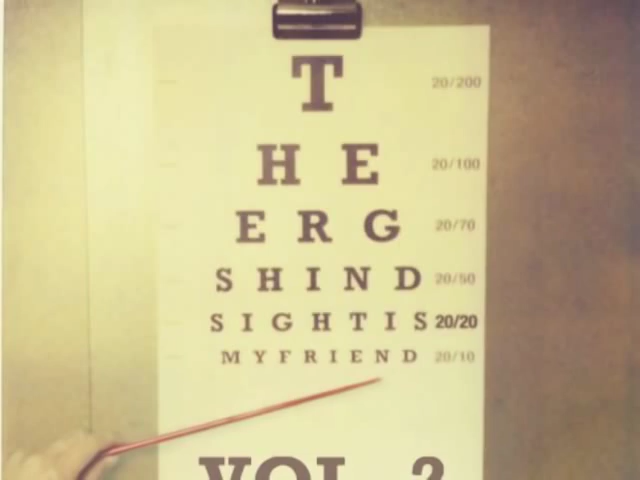 T 20/200
H E 20/100
E R G 20/70
S H I N D 20/50
S I G H T I S 20/20
M Y F R I E N D 20/10
VOL. 2